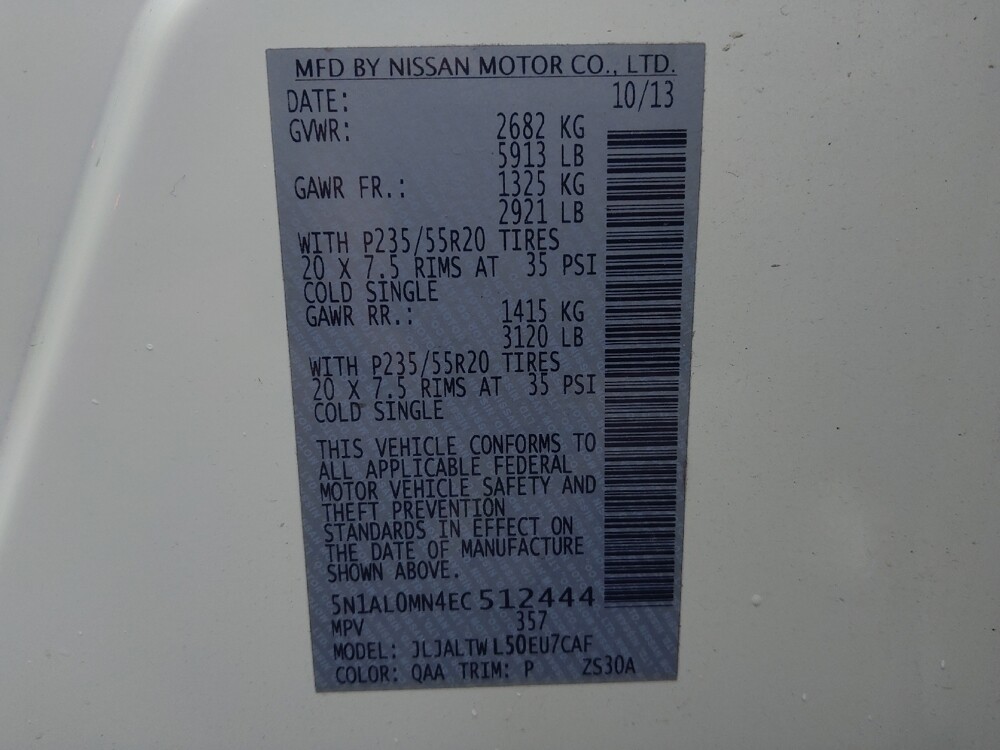 MFD BY NISSAN MOTOR CO., LTD.
DATE: 10/13
GVWR: 2682 KG
5913 LB
GAWR FR.: 1325 KG
2921 LB
WITH P235/55R20 TIRES
20 X 7.5 RIMS AT 35 PSI
COLD SINGLE
GAWR RR.: 1415 KG
3120 LB
WITH P235/55R20 TIRES
20 X 7.5 RIMS AT 35 PSI
COLD SINGLE
THIS VEHICLE CONFORMS TO
ALL APPLICABLE FEDERAL
MOTOR VEHICLE SAFETY AND
THEFT PREVENTION
STANDARDS IN EFFECT ON
THE DATE OF MANUFACTURE
SHOWN ABOVE.
5N1AL0MN4EC512444
MPV 357
MODEL: JLJALTWL50EU7CAF
COLOR: QAA TRIM: P ZS30A